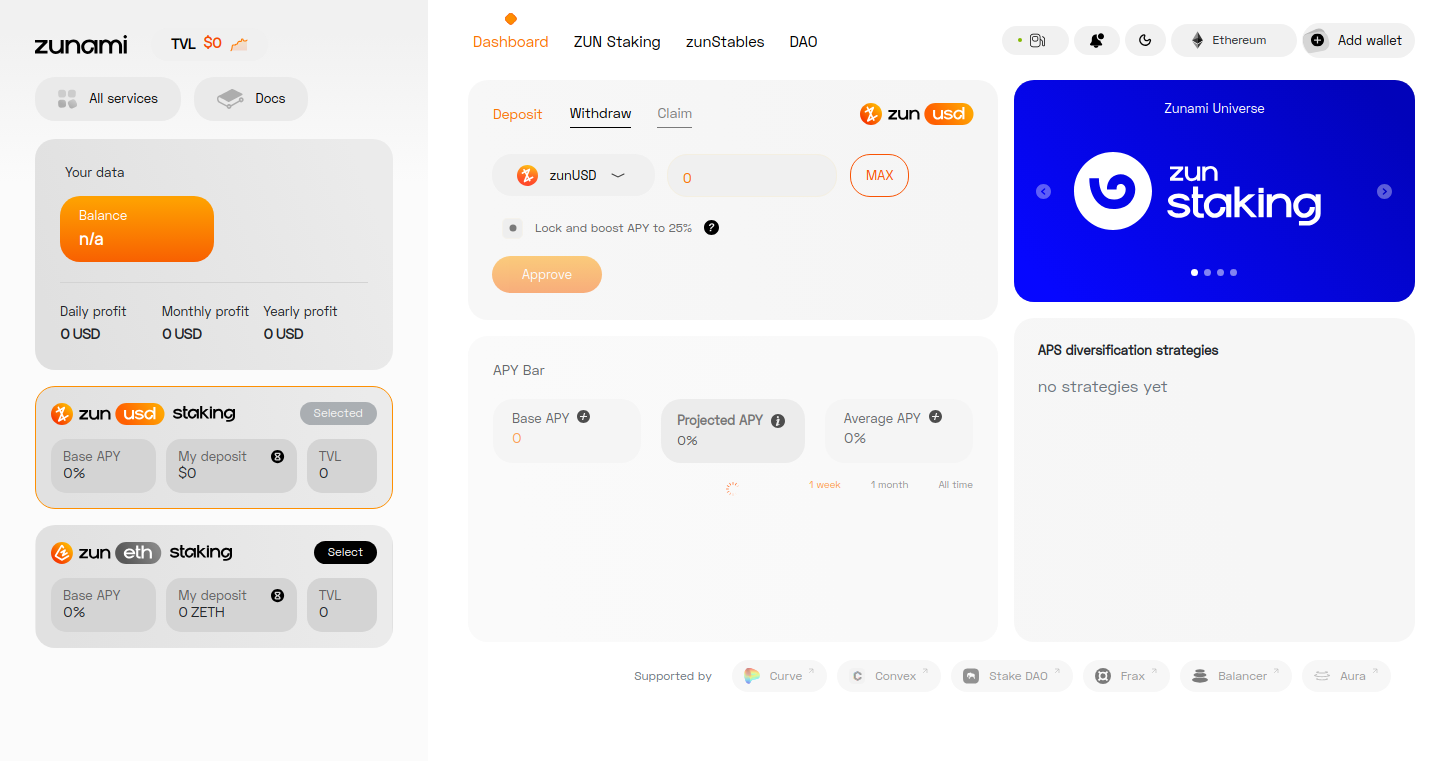 zunami
TVL $0
All services
Docs
Your data
Balance
n/a
Daily profit Monthly profit Yearly profit
0 USD 0 USD 0 USD
zun usd staking Selected
Base APY My deposit TVL
0% $0 0
zun eth staking Select
Base APY My deposit TVL
0% 0 ZETH 0
Dashboard ZUN Staking zunStables DAO
Ethereum
Add wallet
Deposit Withdraw Claim
zun usd
zunUSD 0 MAX
Lock and boost APY to 25% ?
Approve
Zunami Universe
zun
staking
APY Bar
Base APY
0
Projected APY
0%
Average APY
0%
1 week 1 month All time
APS diversification strategies
no strategies yet
Supported by Curve Convex Stake DAO Frax Balancer Aura